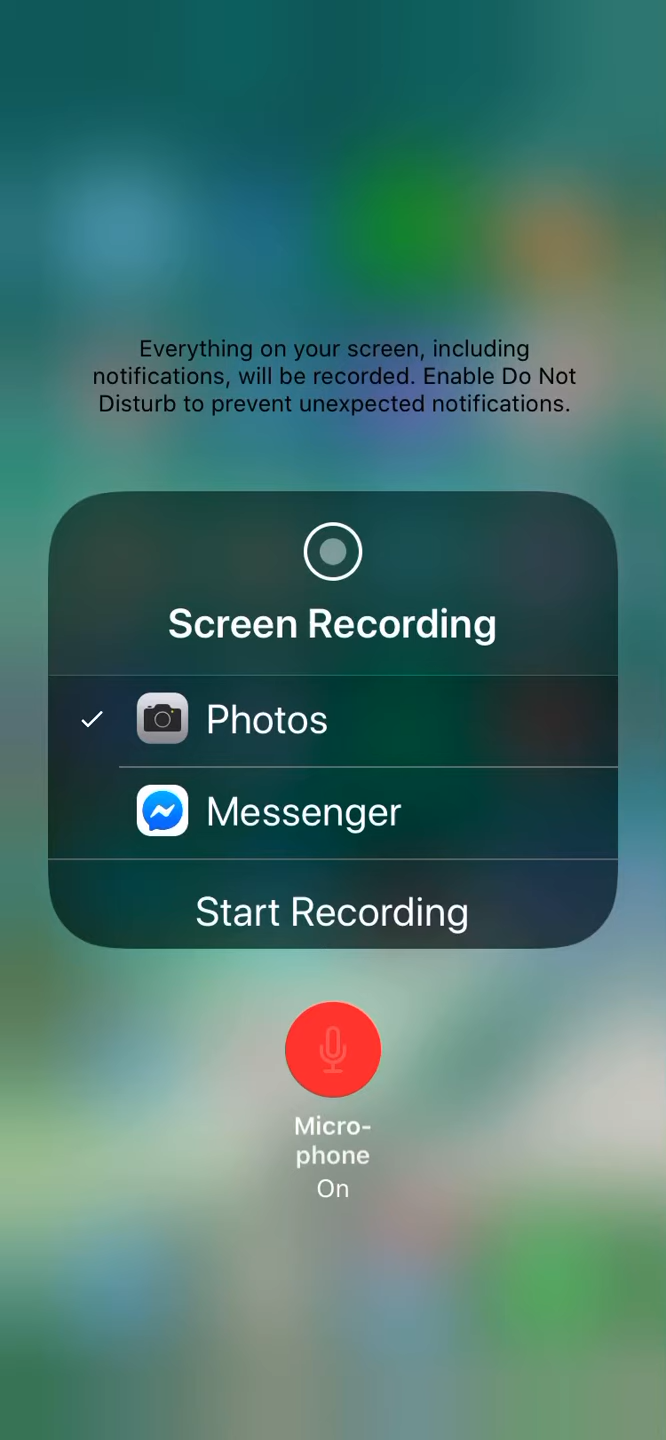 Everything on your screen, including
notifications, will be recorded. Enable Do Not
Disturb to prevent unexpected notifications.
Screen Recording
Photos
Messenger
Start Recording
Micro-
phone
On